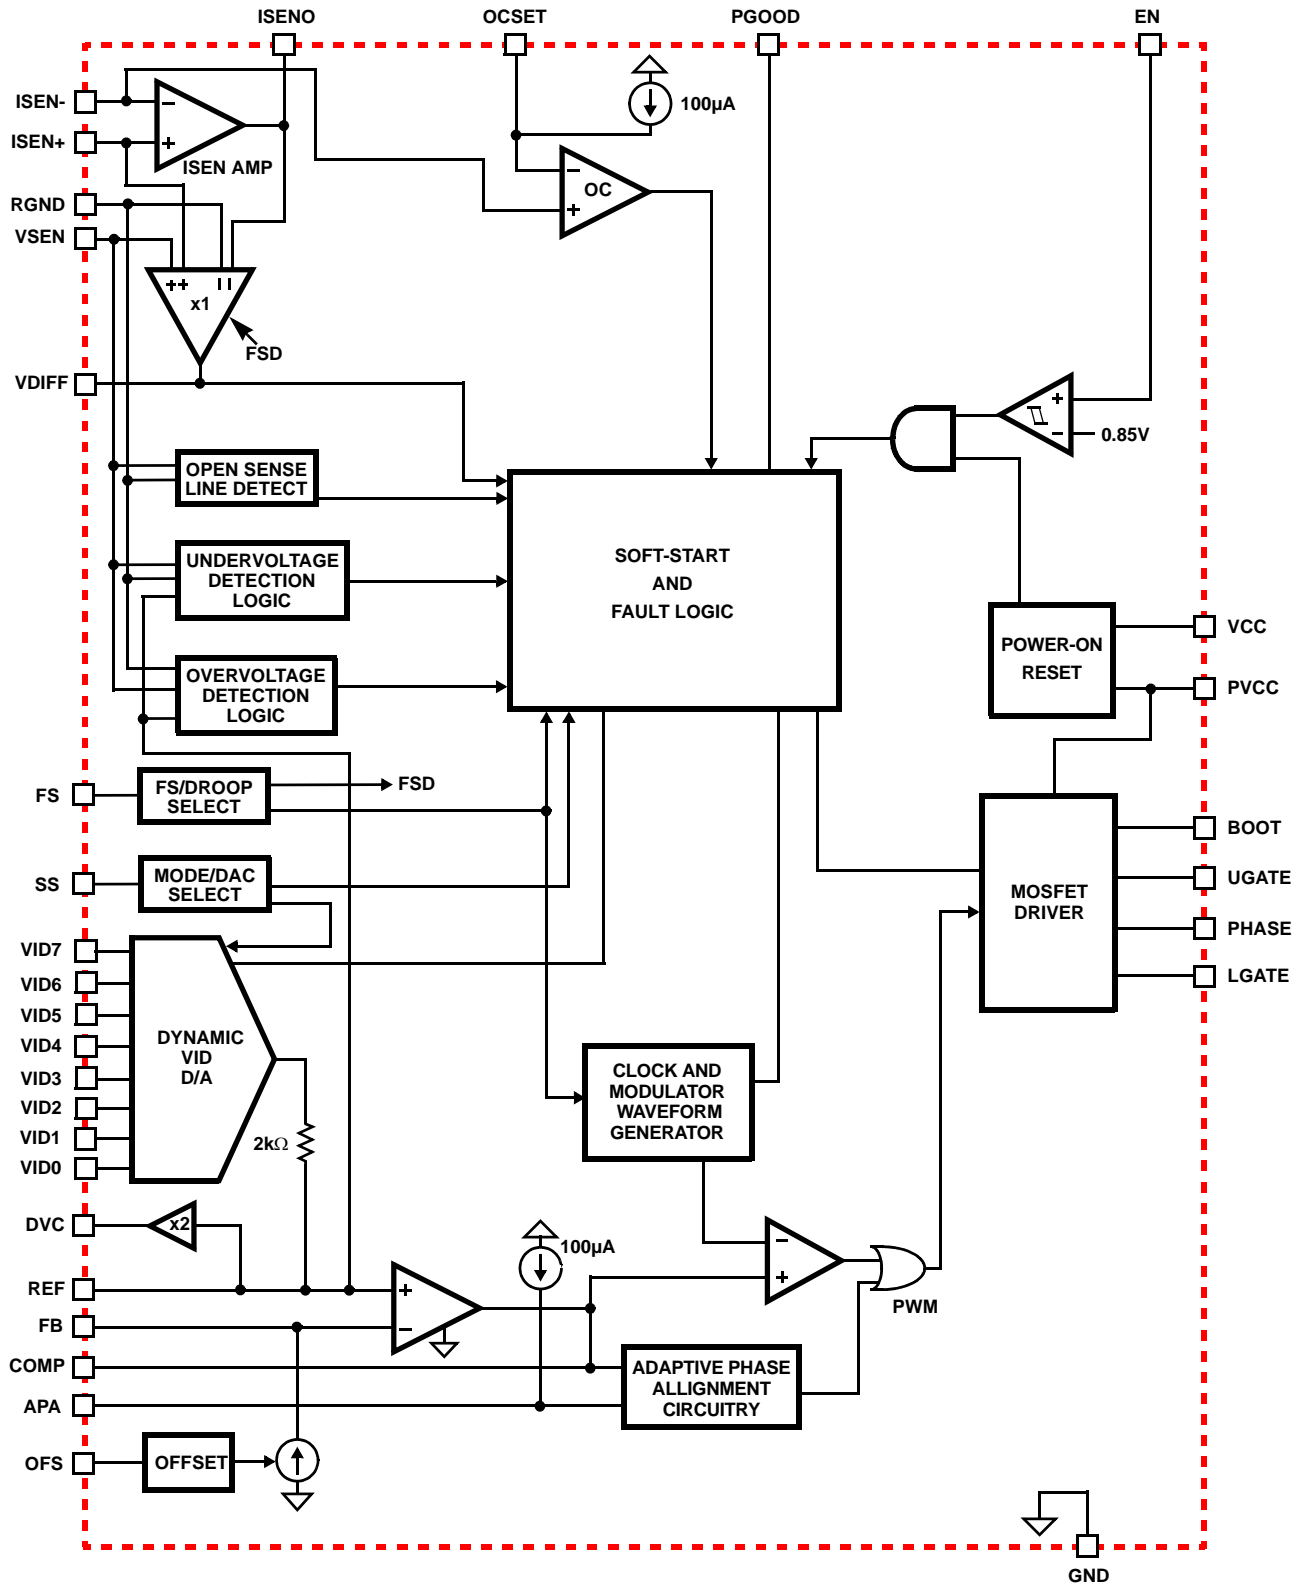 ISENO
OCSET
PGOOD
EN
ISEN-
ISEN+
RGND
VSEN
−
+
ISEN AMP
100µA
−
OC
+
++
− −
x1
FSD
VDIFF
+
−
0.85V
OPEN SENSE
LINE DETECT
UNDERVOLTAGE
DETECTION
LOGIC
OVERVOLTAGE
DETECTION
LOGIC
SOFT-START
AND
FAULT LOGIC
POWER-ON
RESET
VCC
PVCC
FS
FS/DROOP
SELECT
FSD
SS
MODE/DAC
SELECT
MOSFET
DRIVER
BOOT
UGATE
PHASE
LGATE
VID7
VID6
VID5
VID4
VID3
VID2
VID1
VID0
DYNAMIC
VID
D/A
2kΩ
CLOCK AND
MODULATOR
WAVEFORM
GENERATOR
DVC
x2
REF
FB
COMP
APA
OFS
+
−
100µA
−
+
PWM
ADAPTIVE PHASE
ALLIGNMENT
CIRCUITRY
OFFSET
GND